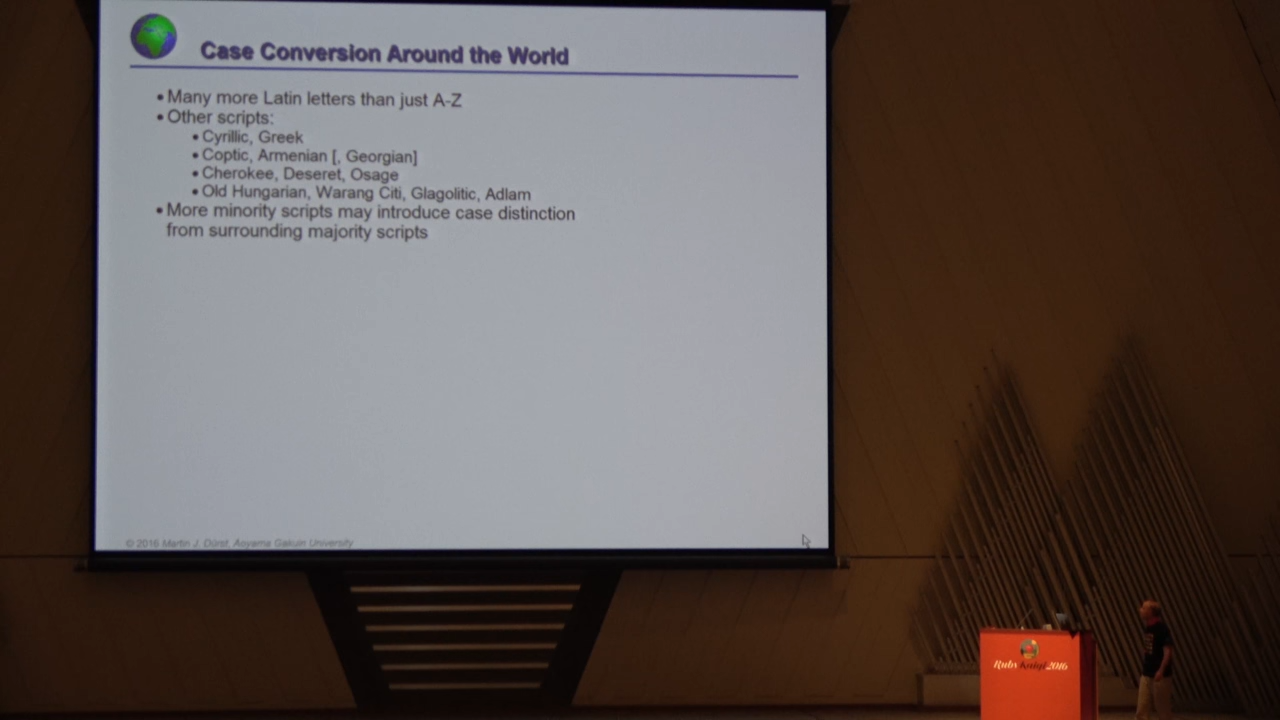 Case Conversion Around the World
• Many more Latin letters than just A-Z
• Other scripts:
• Cyrillic, Greek
• Coptic, Armenian [, Georgian]
• Cherokee, Deseret, Osage
• Old Hungarian, Warang Citi, Glagolitic, Adlam
• More minority scripts may introduce case distinction
from surrounding majority scripts
© 2016 Martin J. Dürst, Aoyama Gakuin University
RubyKaigi 2016